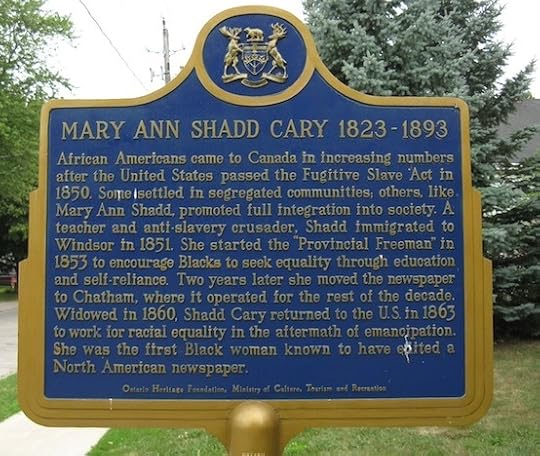 MARY ANN SHADD CARY 1823-1893
African Americans came to Canada in increasing numbers
after the United States passed the Fugitive Slave Act in
1850. Some settled in segregated communities; others, like
Mary Ann Shadd, promoted full integration into society. A
teacher and anti-slavery crusader, Shadd immigrated to
Windsor in 1851. She started the "Provincial Freeman" in
1853 to encourage Blacks to seek equality through education
and self-reliance. Two years later she moved the newspaper
to Chatham, where it operated for the rest of the decade.
Widowed in 1860, Shadd Cary returned to the U.S. in 1863
to work for racial equality in the aftermath of emancipation.
She was the first Black woman known to have edited a
North American newspaper.
Ontario Heritage Foundation, Ministry of Culture, Tourism and Recreation